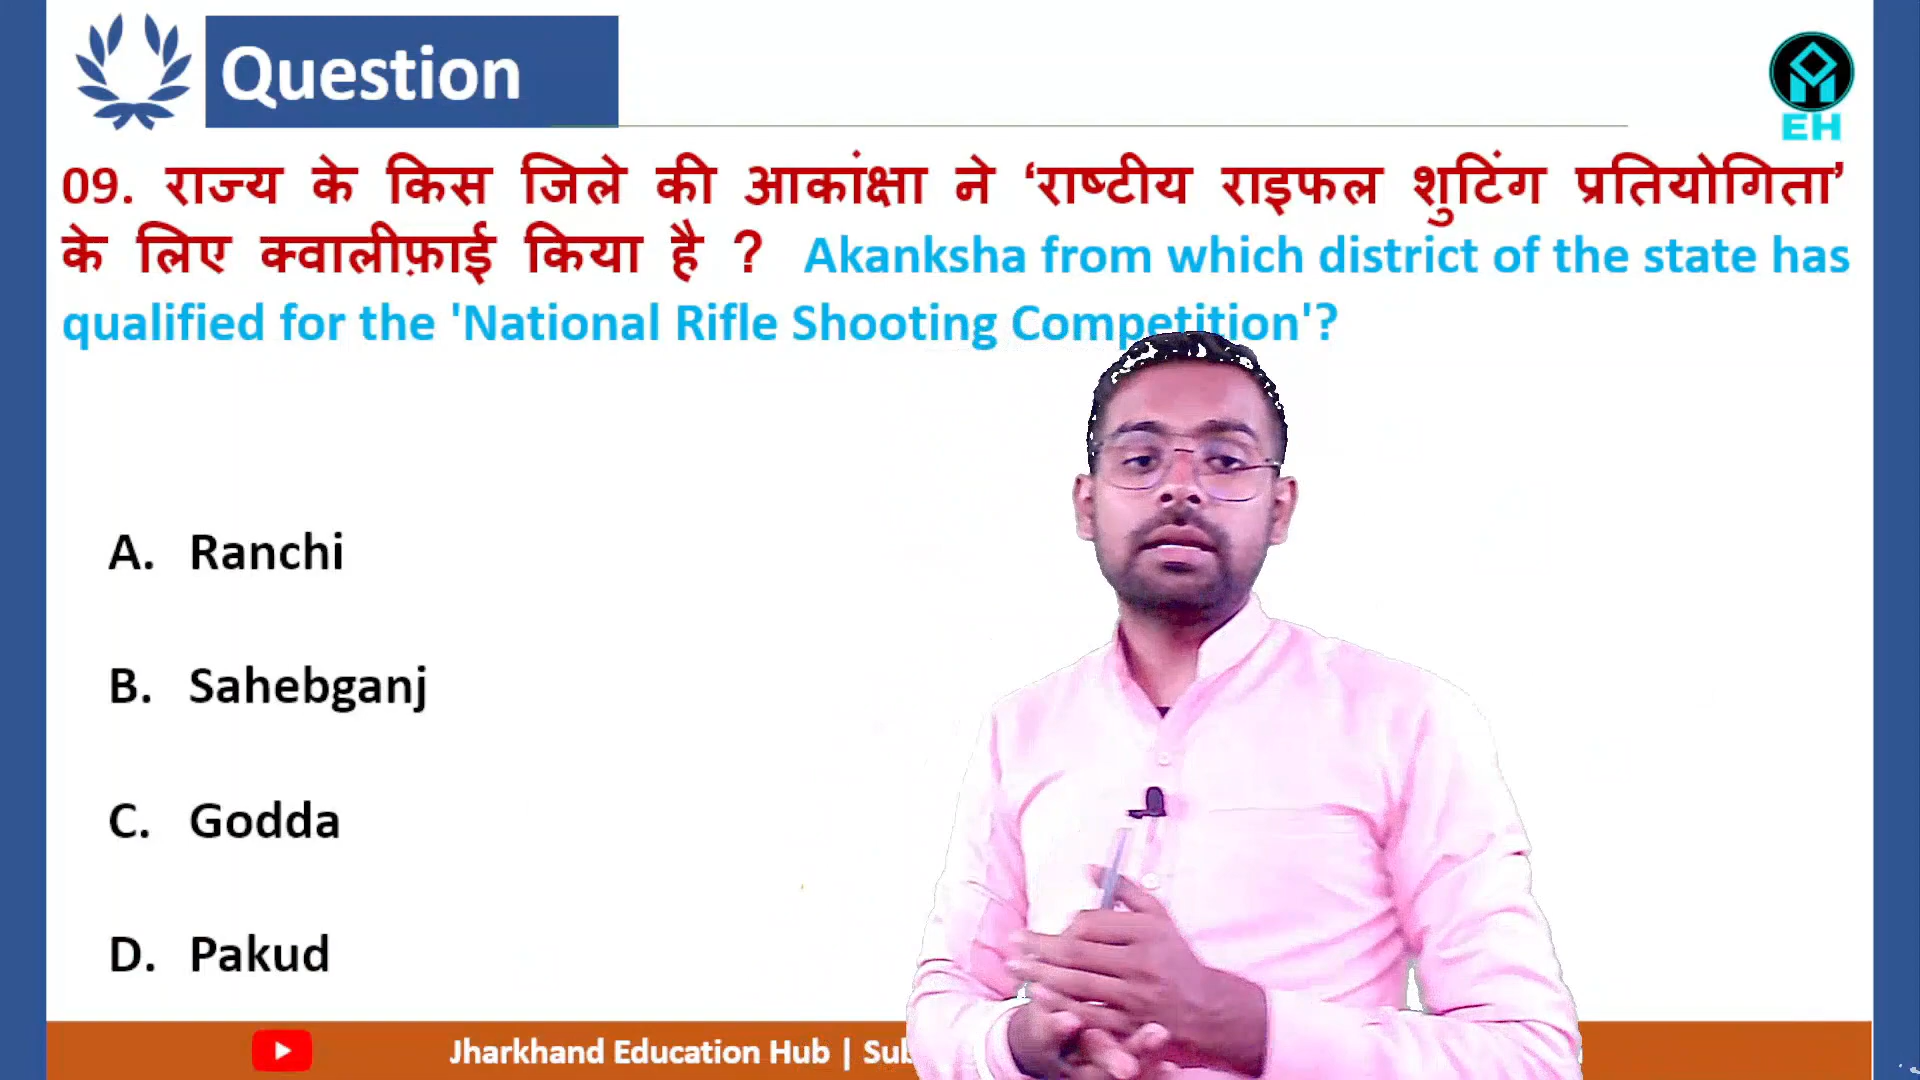 Question
EH
09. राज्य के किस जिले की आकांक्षा ने ‘राष्टीय राइफल शुटिंग प्रतियोगिता’
के लिए क्वालीफ़ाई किया है ? Akanksha from which district of the state has
qualified for the 'National Rifle Shooting Competition'?
A. Ranchi
B. Sahebganj
C. Godda
D. Pakud
Jharkhand Education Hub |